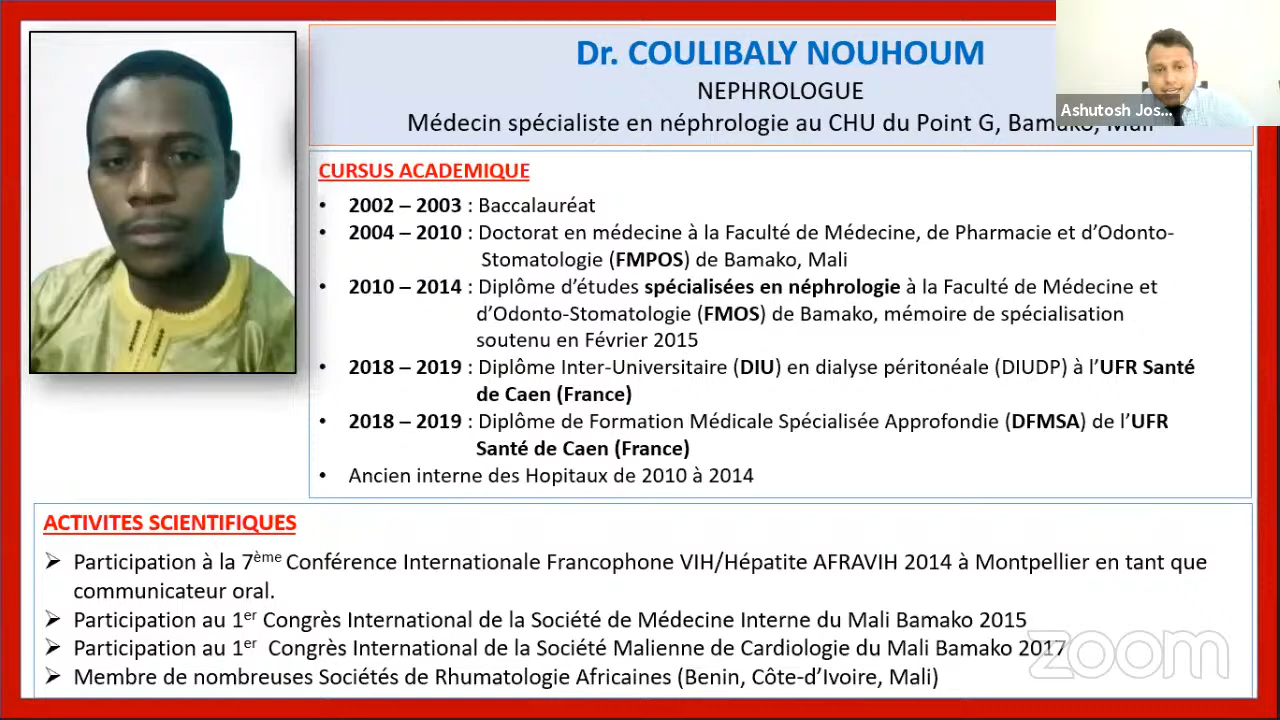 Dr. COULIBALY NOUHOUM
NEPHROLOGUE
Médecin spécialiste en néphrologie au CHU du Point G, Bamako, Mali
Ashutosh Jos...
CURSUS ACADEMIQUE
• 2002 – 2003 : Baccalauréat
• 2004 – 2010 : Doctorat en médecine à la Faculté de Médecine, de Pharmacie et d’Odonto-
Stomatologie (FMPOS) de Bamako, Mali
• 2010 – 2014 : Diplôme d’études spécialisées en néphrologie à la Faculté de Médecine et
d’Odonto-Stomatologie (FMOS) de Bamako, mémoire de spécialisation
soutenu en Février 2015
• 2018 – 2019 : Diplôme Inter-Universitaire (DIU) en dialyse péritonéale (DIUDP) à l’UFR Santé
de Caen (France)
• 2018 – 2019 : Diplôme de Formation Médicale Spécialisée Approfondie (DFMSA) de l’UFR
Santé de Caen (France)
• Ancien interne des Hopitaux de 2010 à 2014
ACTIVITES SCIENTIFIQUES
➢ Participation à la 7ème Conférence Internationale Francophone VIH/Hépatite AFRAVIH 2014 à Montpellier en tant que
communicateur oral.
➢ Participation au 1er Congrès International de la Société de Médecine Interne du Mali Bamako 2015
➢ Participation au 1er Congrès International de la Société Malienne de Cardiologie du Mali Bamako 2017
➢ Membre de nombreuses Sociétés de Rhumatologie Africaines (Benin, Côte-d’Ivoire, Mali)
zoom